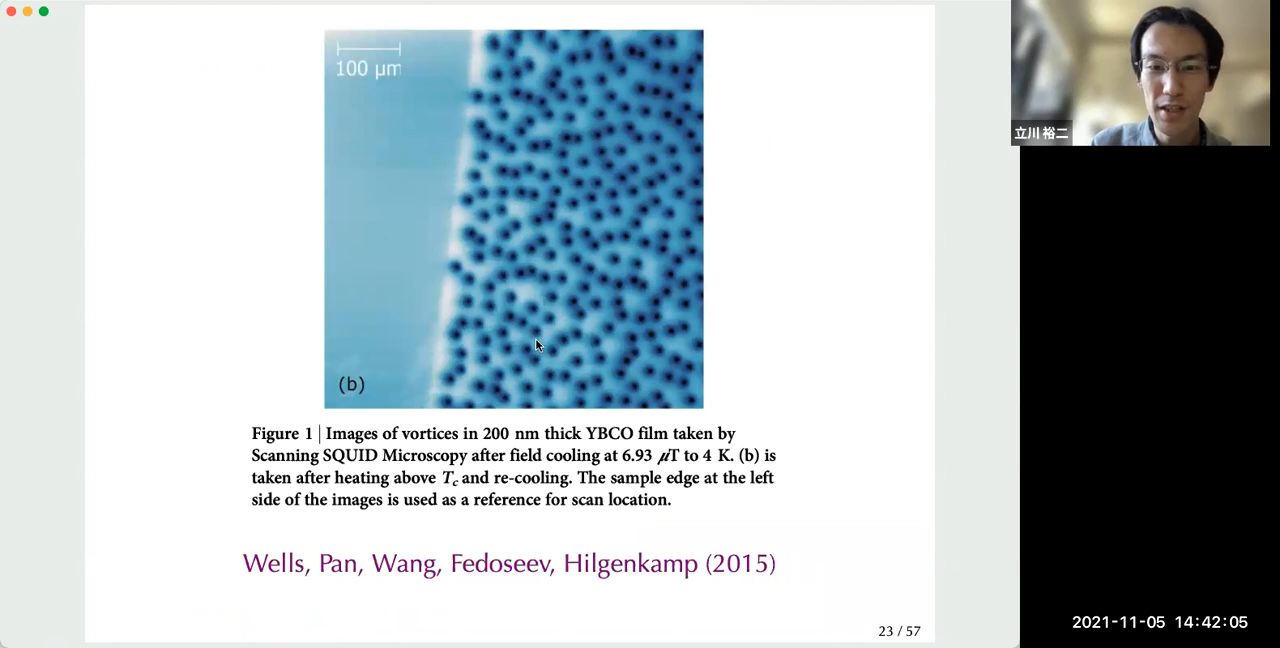 100 μm
(b)
Figure 1 | Images of vortices in 200 nm thick YBCO film taken by
Scanning SQUID Microscopy after field cooling at 6.93 μT to 4 K. (b) is
taken after heating above Tc and re-cooling. The sample edge at the left
side of the images is used as a reference for scan location.
Wells, Pan, Wang, Fedoseev, Hilgenkamp (2015)
23 / 57
立川 裕二
2021-11-05 14:42:05